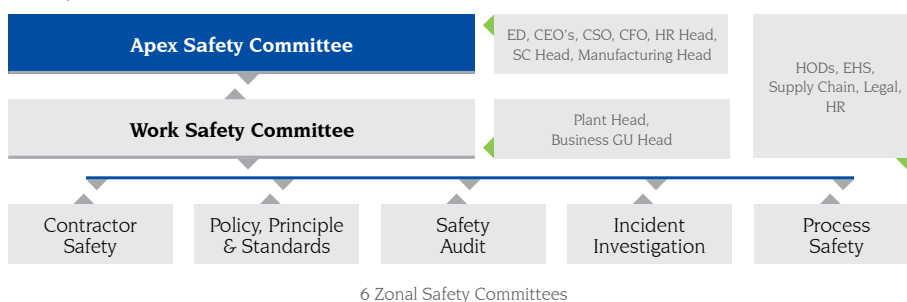 Apex Safety Committee
ED, CEO's, CSO, CFO, HR Head,
SC Head, Manufacturing Head
HODs, EHS,
Supply Chain, Legal,
HR
Work Safety Committee
Plant Head,
Business GU Head
Contractor
Safety
Policy, Principle
& Standards
Safety
Audit
Incident
Investigation
Process
Safety
6 Zonal Safety Committees